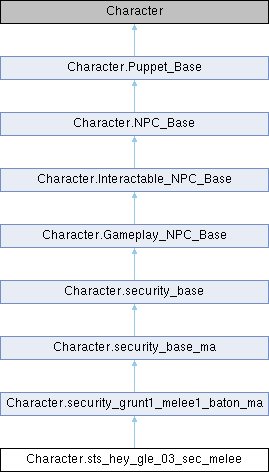 Character
Character.Puppet_Base
Character.NPC_Base
Character.Interactable_NPC_Base
Character.Gameplay_NPC_Base
Character.security_base
Character.security_base_ma
Character.security_grunt1_melee1_baton_ma
Character.sts_hey_gle_03_sec_melee